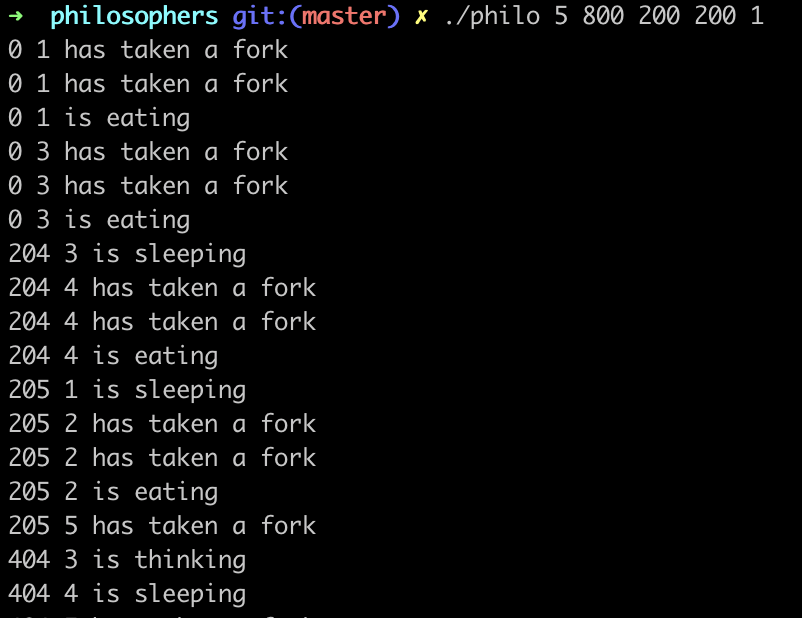 ➜  philosophers git:(master) ✗ ./philo 5 800 200 200 1
0 1 has taken a fork
0 1 has taken a fork
0 1 is eating
0 3 has taken a fork
0 3 has taken a fork
0 3 is eating
204 3 is sleeping
204 4 has taken a fork
204 4 has taken a fork
204 4 is eating
205 1 is sleeping
205 2 has taken a fork
205 2 has taken a fork
205 2 is eating
205 5 has taken a fork
404 3 is thinking
404 4 is sleeping